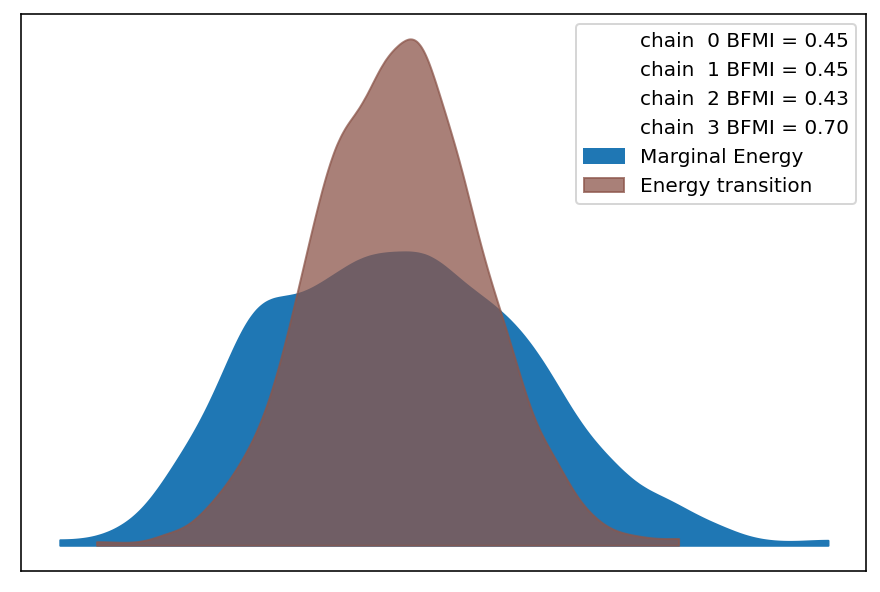 chain  0 BFMI = 0.45
chain  1 BFMI = 0.45
chain  2 BFMI = 0.43
chain  3 BFMI = 0.70
Marginal Energy
Energy transition